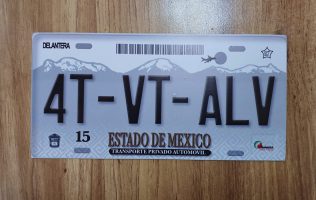 DELANTERA
4T-VT-ALV
15
ESTADO DE MEXICO
TRANSPORTE PRIVADO AUTOMOVIL